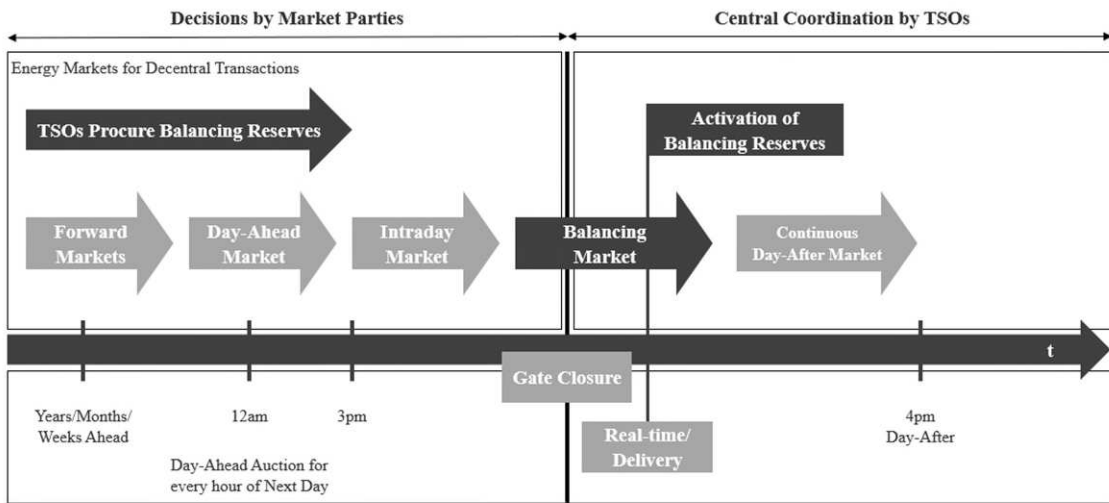 Decisions by Market Parties
Central Coordination by TSOs
Energy Markets for Decentral Transactions
TSOs Procure Balancing Reserves
Activation of
Balancing Reserves
Forward
Markets
Day-Ahead
Market
Intraday
Market
Balancing
Market
Continuous
Day-After Market
t
Gate Closure
Years/Months/
Weeks Ahead
12am
3pm
Real-time/
Delivery
4pm
Day-After
Day-Ahead Auction for
every hour of Next Day